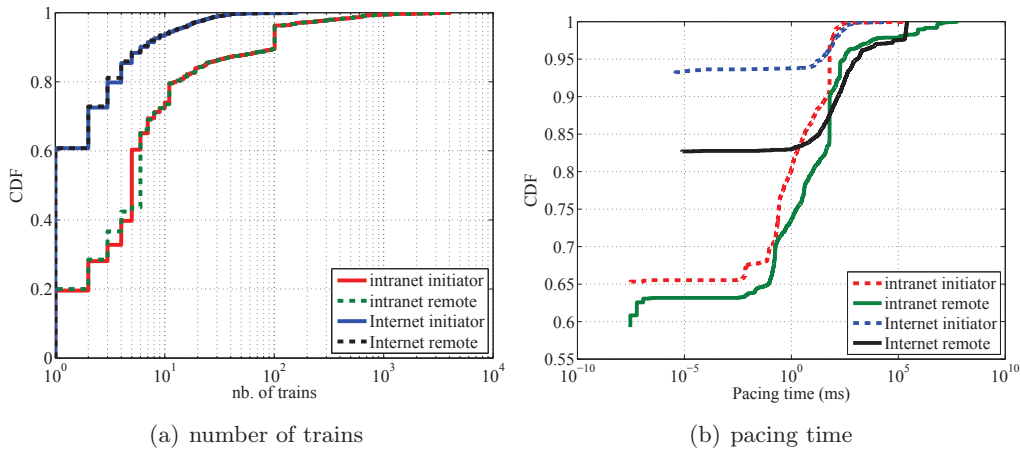 1
0.8
0.6
0.4
0.2
0
CDF
10^0
10^1
10^2
10^3
10^4
nb. of trains
intranet initiator
intranet remote
Internet initiator
Internet remote
(a) number of trains
1
0.95
0.9
0.85
0.8
0.75
0.7
0.65
0.6
0.55
CDF
10^-10
10^-5
10^0
10^5
10^10
Pacing time (ms)
intranet initiator
intranet remote
Internet initiator
Internet remote
(b) pacing time